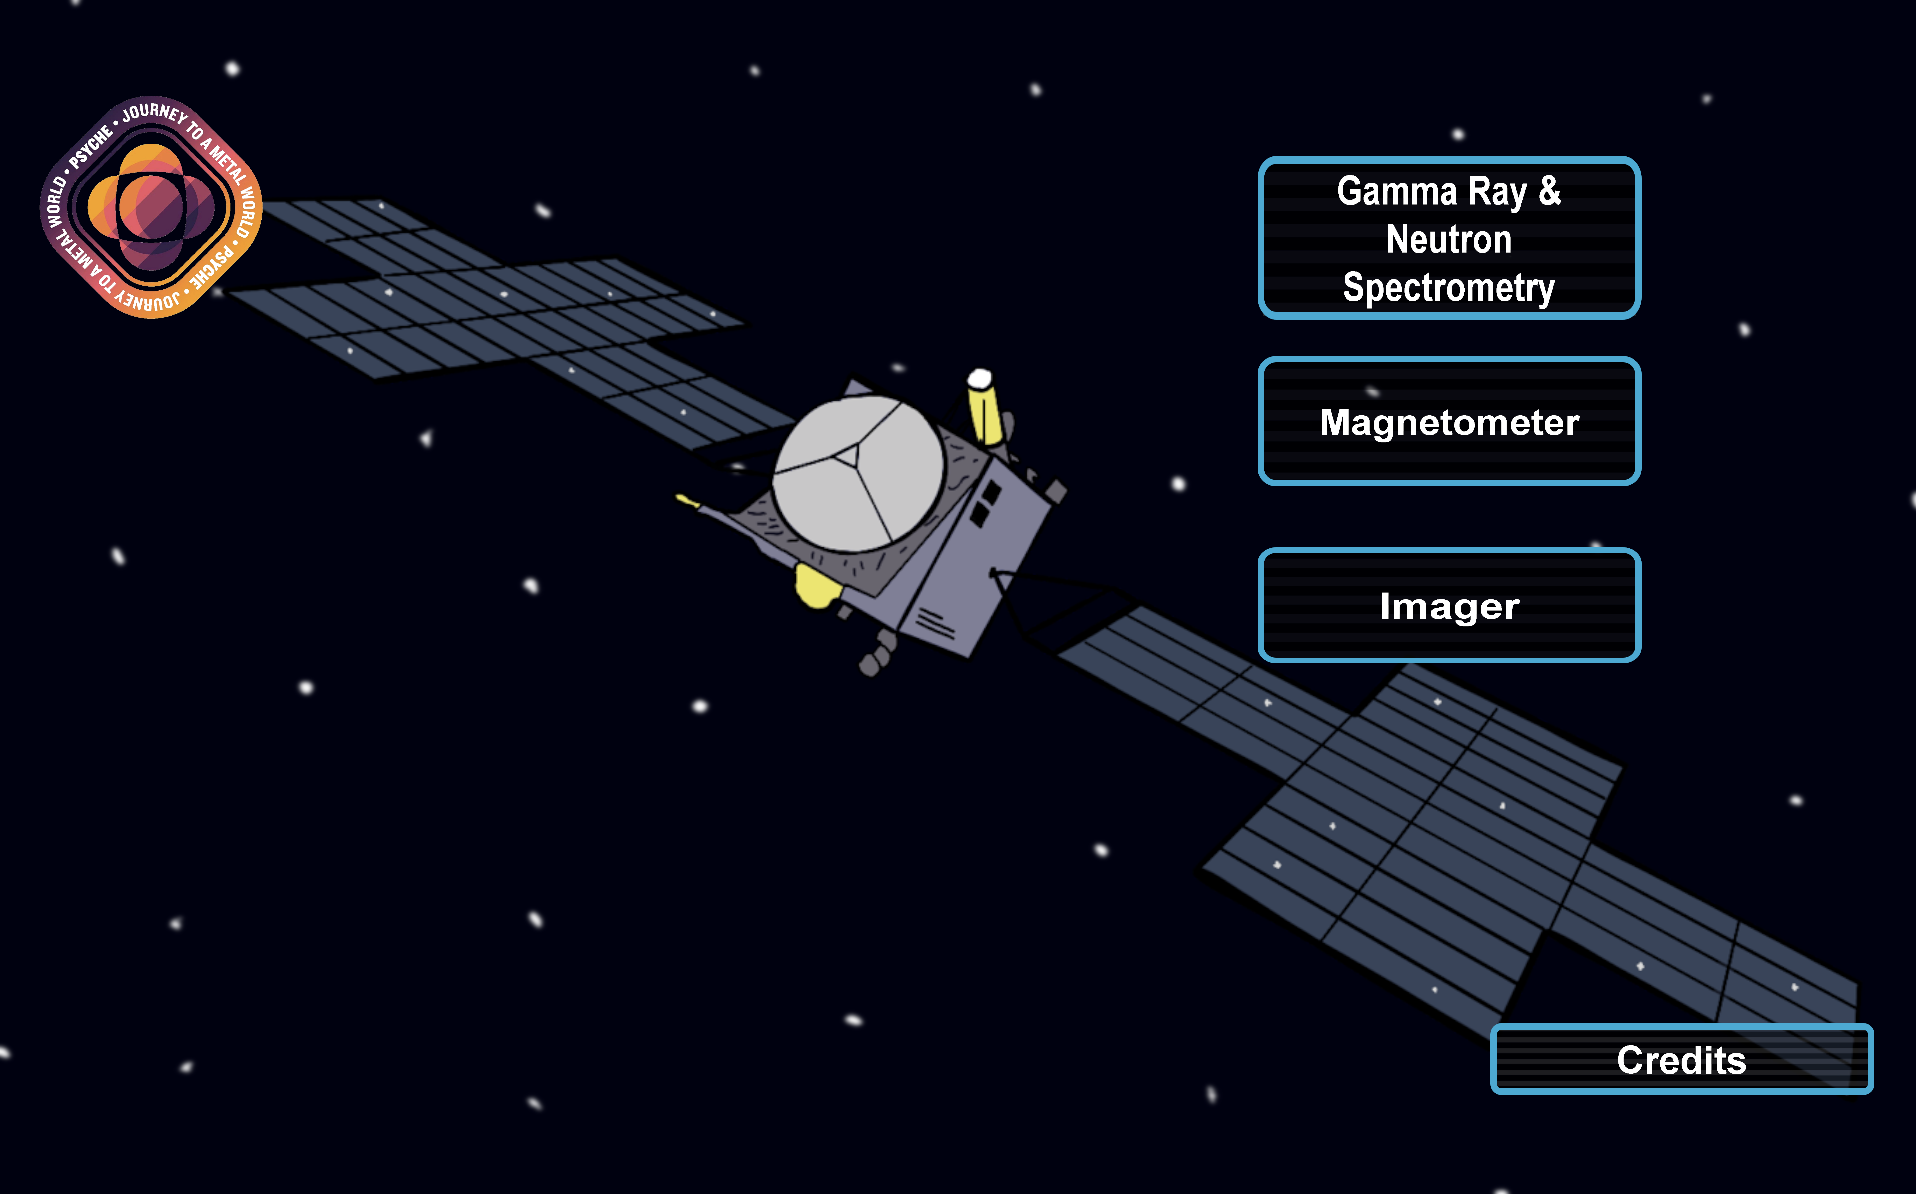 PSYCHE • JOURNEY TO A METAL WORLD • PSYCHE • JOURNEY TO A METAL WORLD •
Gamma Ray &
Neutron
Spectrometry
Magnetometer
Imager
Credits